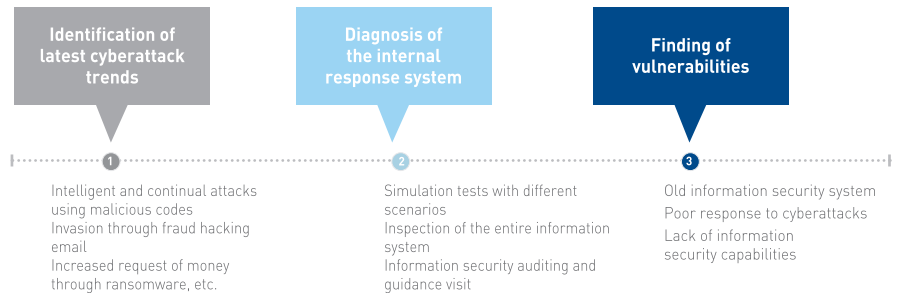 Identification of
latest cyberattack
trends
Diagnosis of
the internal
response system
Finding of
vulnerabilities
1
2
3
Intelligent and continual attacks
using malicious codes
Invasion through fraud hacking
email
Increased request of money
through ransomware, etc.
Simulation tests with different
scenarios
Inspection of the entire information
system
Information security auditing and
guidance visit
Old information security system
Poor response to cyberattacks
Lack of information
security capabilities